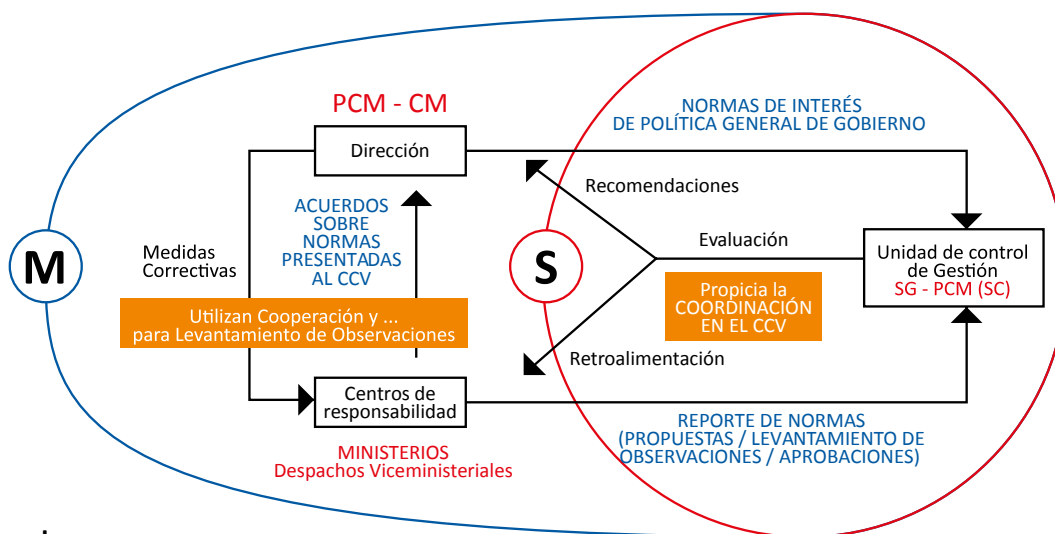 PCM - CM
Dirección
NORMAS DE INTERÉS
DE POLÍTICA GENERAL DE GOBIERNO
Recomendaciones
ACUERDOS
SOBRE
NORMAS
PRESENTADAS
AL CCV
Medidas
Correctivas
M
S
Evaluación
Unidad de control
de Gestión
SG - PCM (SC)
Utilizan Cooperación y ...
para Levantamiento de Observaciones
Propicia la
COORDINACIÓN
EN EL CCV
Retroalimentación
Centros de
responsabilidad
MINISTERIOS
Despachos Viceministeriales
REPORTE DE NORMAS
(PROPUESTAS / LEVANTAMIENTO DE
OBSERVACIONES / APROBACIONES)